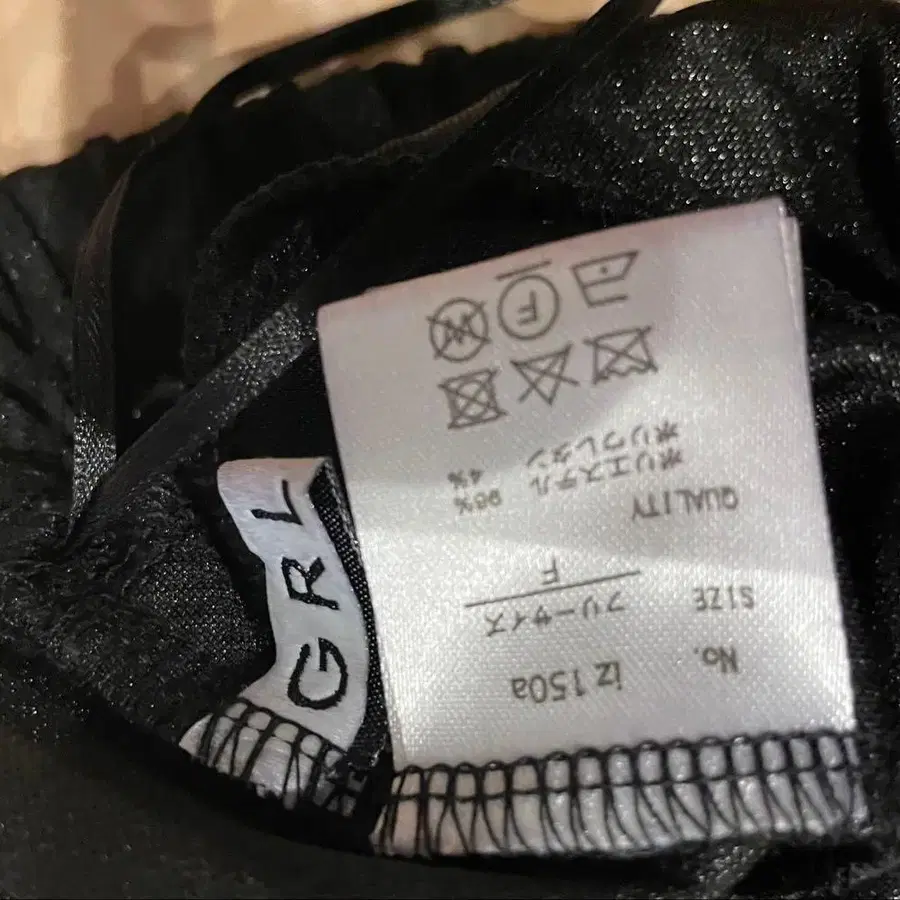 GRL
No. iz150a
SIZE フリーサイズ
F
QUALITY
ポリエステル 96%
ポリウレタン 4%
F
W